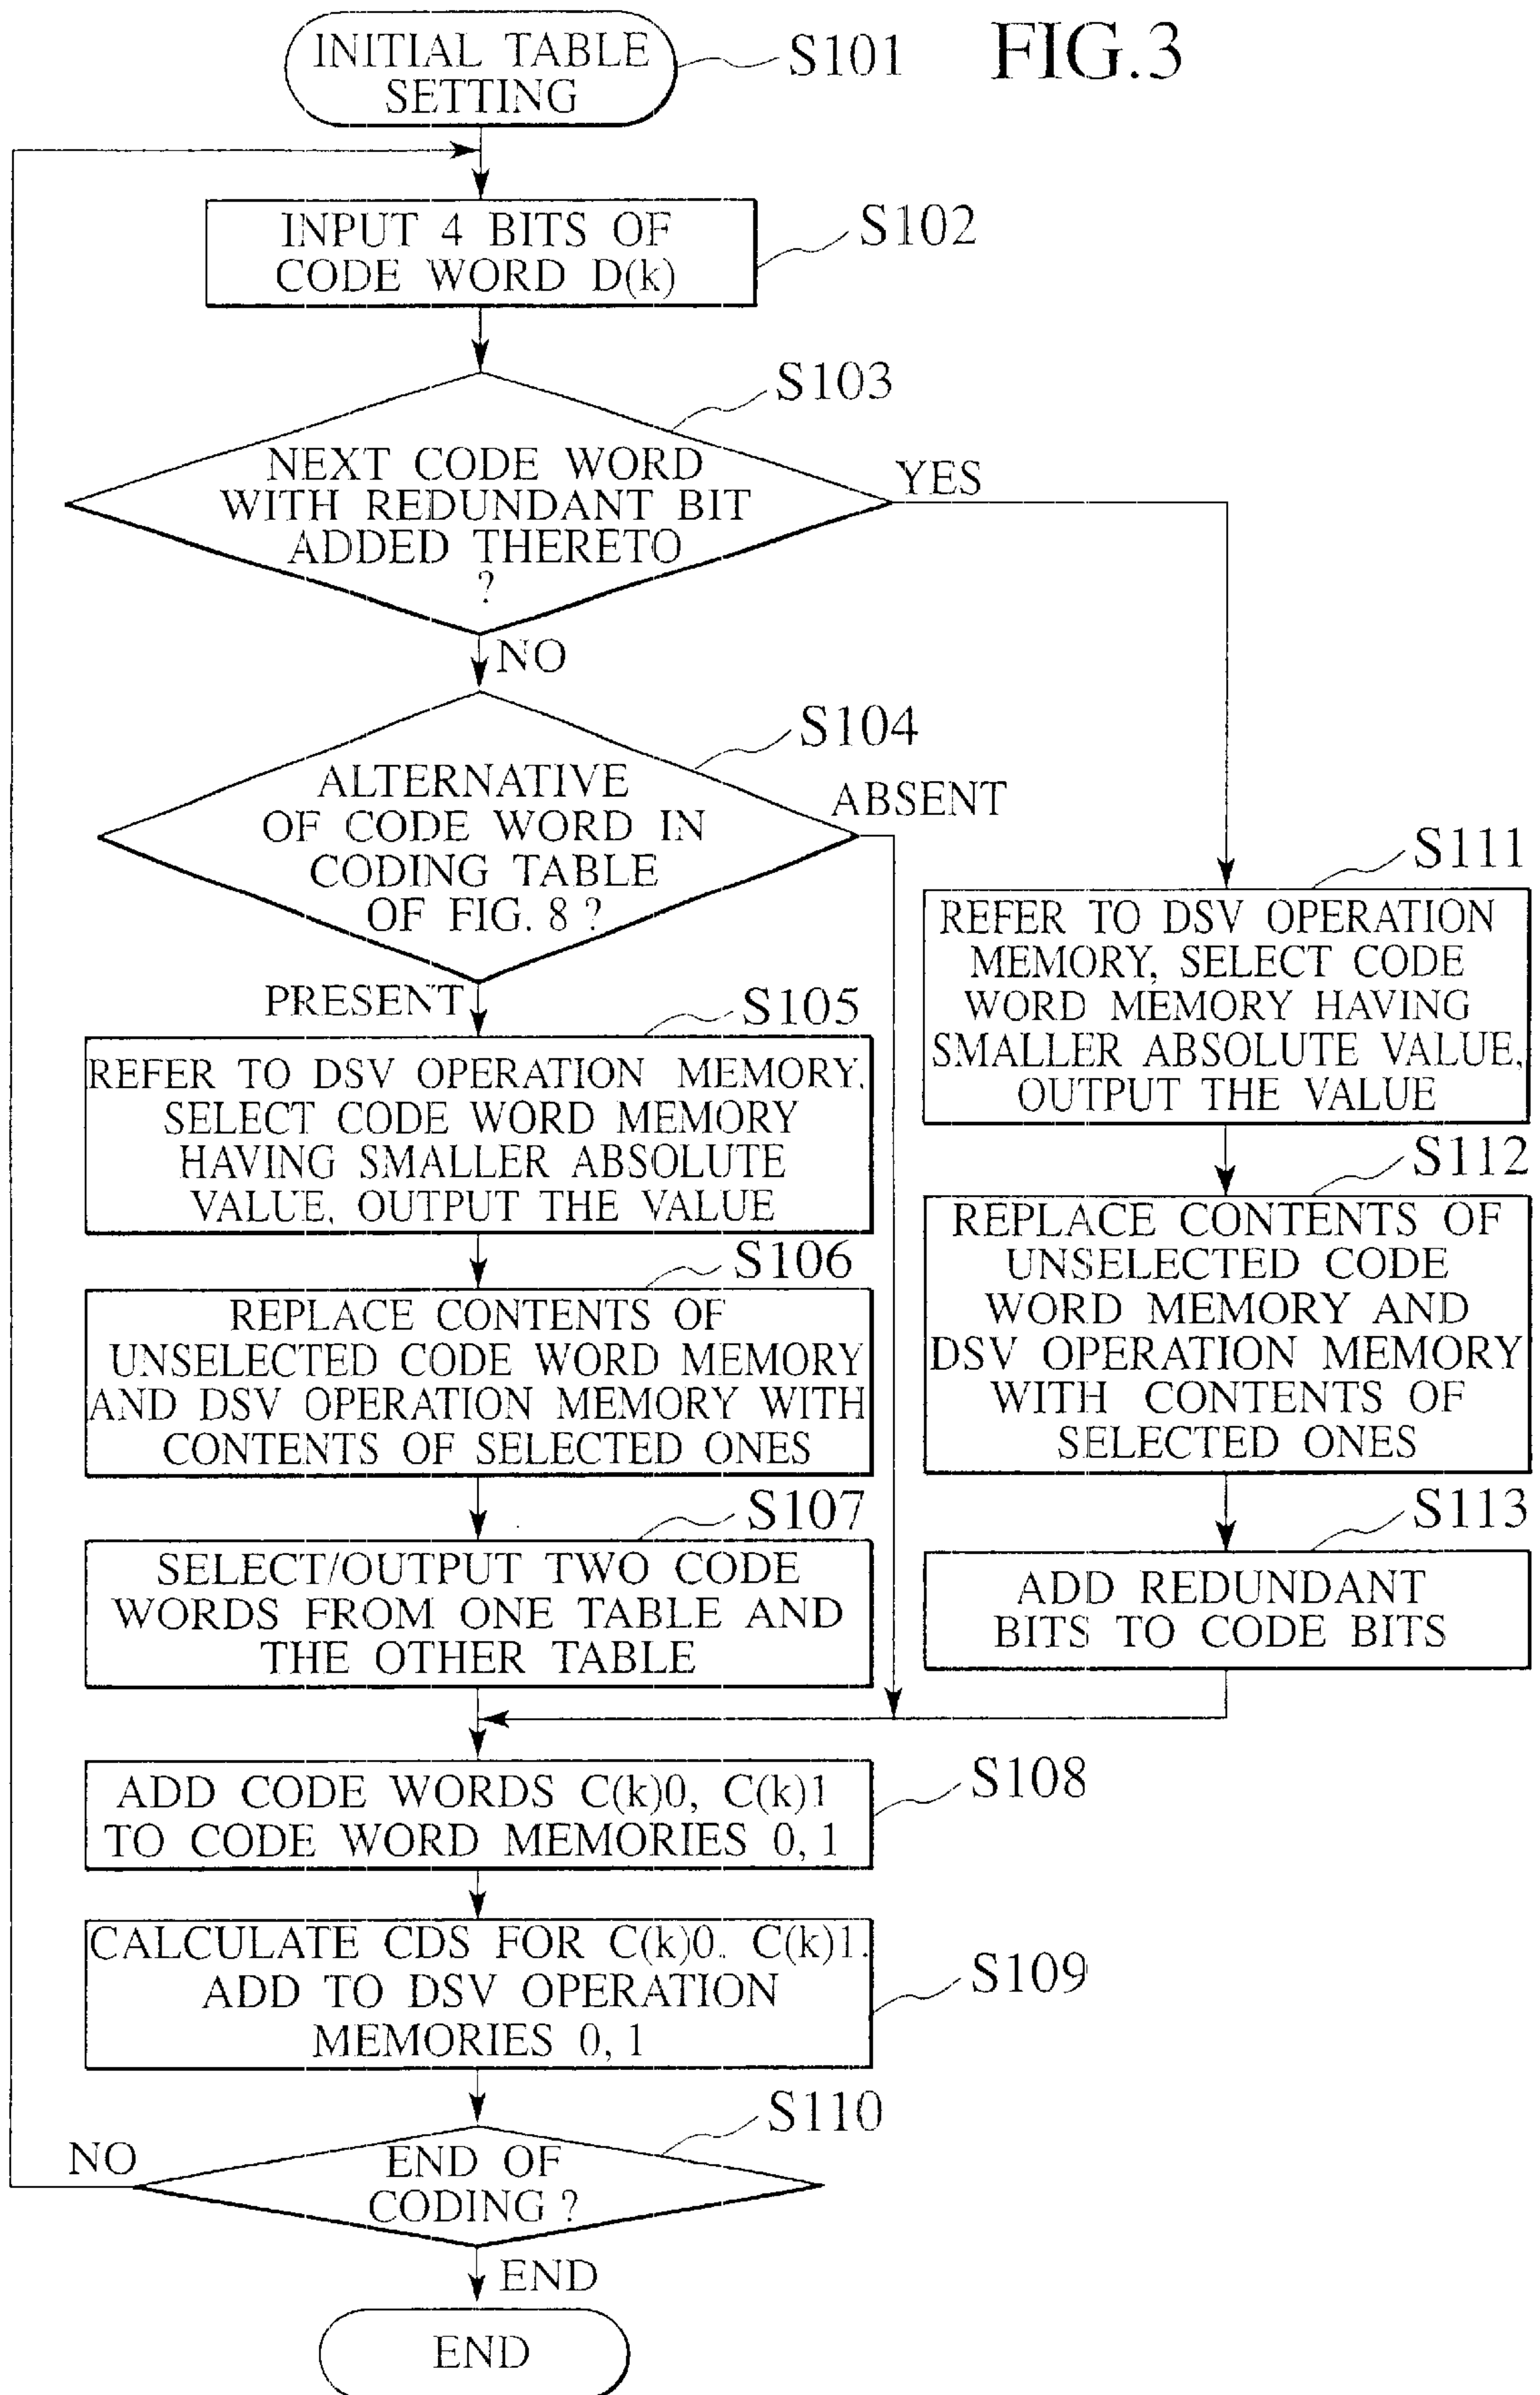 FIG.3
INITIAL TABLE
SETTING
S101
INPUT 4 BITS OF
CODE WORD D(k)
S102
S103
NEXT CODE WORD
WITH REDUNDANT BIT
ADDED THERETO
?
YES
NO
S104
ALTERNATIVE
OF CODE WORD IN
CODING TABLE
OF FIG. 8 ?
ABSENT
PRESENT
S105
REFER TO DSV OPERATION MEMORY,
SELECT CODE WORD MEMORY
HAVING SMALLER ABSOLUTE
VALUE, OUTPUT THE VALUE
S106
REPLACE CONTENTS OF
UNSELECTED CODE WORD MEMORY
AND DSV OPERATION MEMORY WITH
CONTENTS OF SELECTED ONES
S107
SELECT/OUTPUT TWO CODE
WORDS FROM ONE TABLE AND
THE OTHER TABLE
S111
REFER TO DSV OPERATION
MEMORY, SELECT CODE
WORD MEMORY HAVING
SMALLER ABSOLUTE VALUE,
OUTPUT THE VALUE
S112
REPLACE CONTENTS OF
UNSELECTED CODE
WORD MEMORY AND
DSV OPERATION MEMORY
WITH CONTENTS OF
SELECTED ONES
S113
ADD REDUNDANT
BITS TO CODE BITS
ADD CODE WORDS C(k)0, C(k)1
TO CODE WORD MEMORIES 0, 1
S108
CALCULATE CDS FOR C(k)0, C(k)1.
ADD TO DSV OPERATION
MEMORIES 0, 1
S109
S110
END OF
CODING ?
NO
END
END